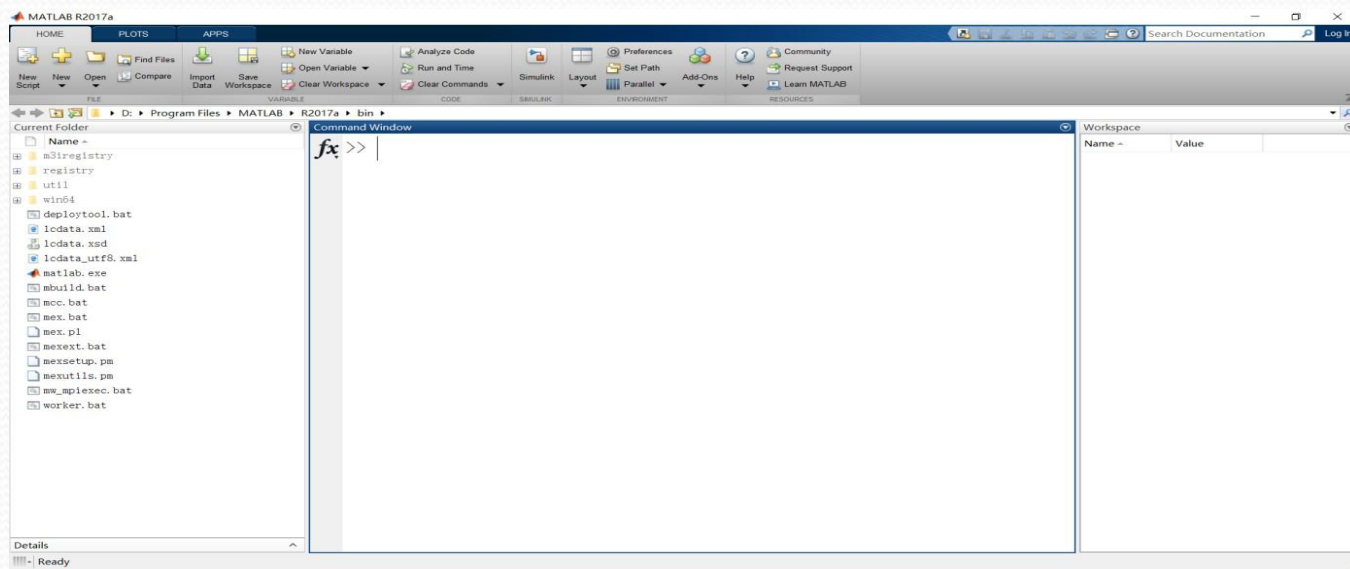 MATLAB R2017a
HOME PLOTS APPS
Search Documentation
Log In
New Script
New
Open
Find Files
Compare
Import Data
Save Workspace
New Variable
Open Variable
Clear Workspace
Analyze Code
Run and Time
Clear Commands
Simulink
Layout
Preferences
Set Path
Parallel
Add-Ons
Help
Community
Request Support
Learn MATLAB
FILE VARIABLE CODE SIMULINK ENVIRONMENT RESOURCES
D: Program Files MATLAB R2017a bin
Current Folder
Name
m3iregistry
registry
util
win64
deploytool.bat
lcdata.xml
lcdata.xsd
lcdata_utf8.xml
matlab.exe
mbuild.bat
mcc.bat
mex.bat
mex.pl
mexext.bat
mexsetup.pm
mexutils.pm
mw_mpiexec.bat
worker.bat
Details
Command Window
fx >>
Workspace
Name Value
Ready